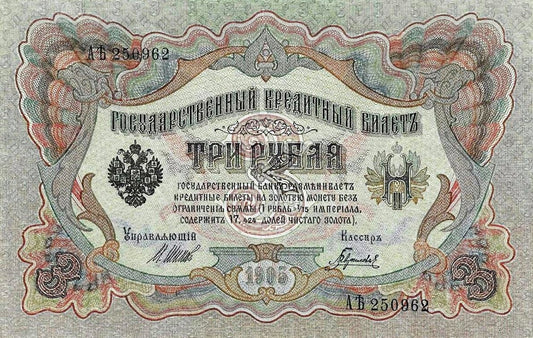 АѢ 250962
ГОСУДАРСТВЕННЫЙ КРЕДИТНЫЙ БИЛЕТЪ
ТРИ РУБЛЯ
ГОСУДАРСТВЕННЫЙ БАНКЪ РАЗМѢНИВАЕТЪ
КРЕДИТНЫЕ БИЛЕТЫ НА ЗОЛОТУЮ МОНЕТУ БЕЗЪ
ОГРАНИЧЕНІЯ СУММЫ (1 РУБЛЬ = 1/15 ИМПЕРІАЛА,
СОДЕРЖИТЪ 17,424 ДОЛЕЙ ЧИСТАГО ЗОЛОТА).
Управляющій Кассиръ
1905
3 3
АѢ 250962